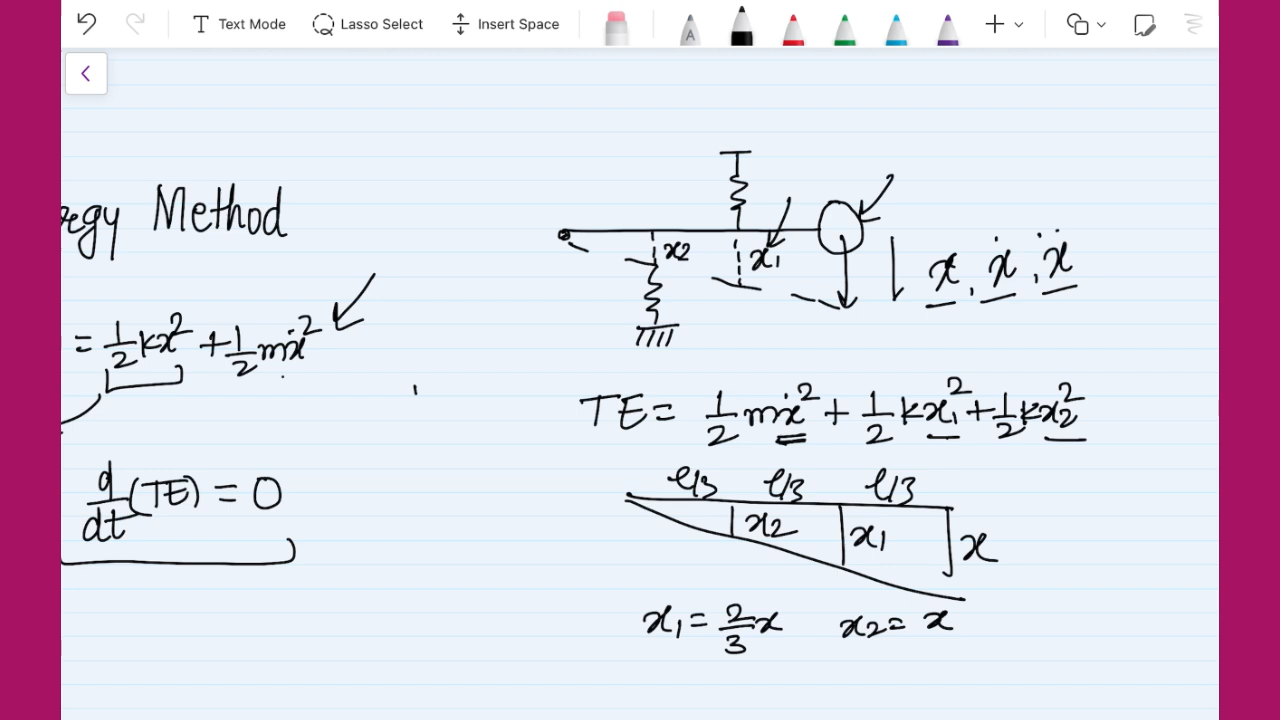 Text Mode Lasso Select Insert Space
A
Method
x2 x₁ x, ẋ, ẍ
= 1/2 kx² + 1/2 mẋ²
TE = 1/2 mẋ² + 1/2 kx₁² + 1/2 kx₂²
d/dt (TE) = 0
l/3 l/3 l/3
x2 x₁ x
x₁ = 2/3 x x2 = x